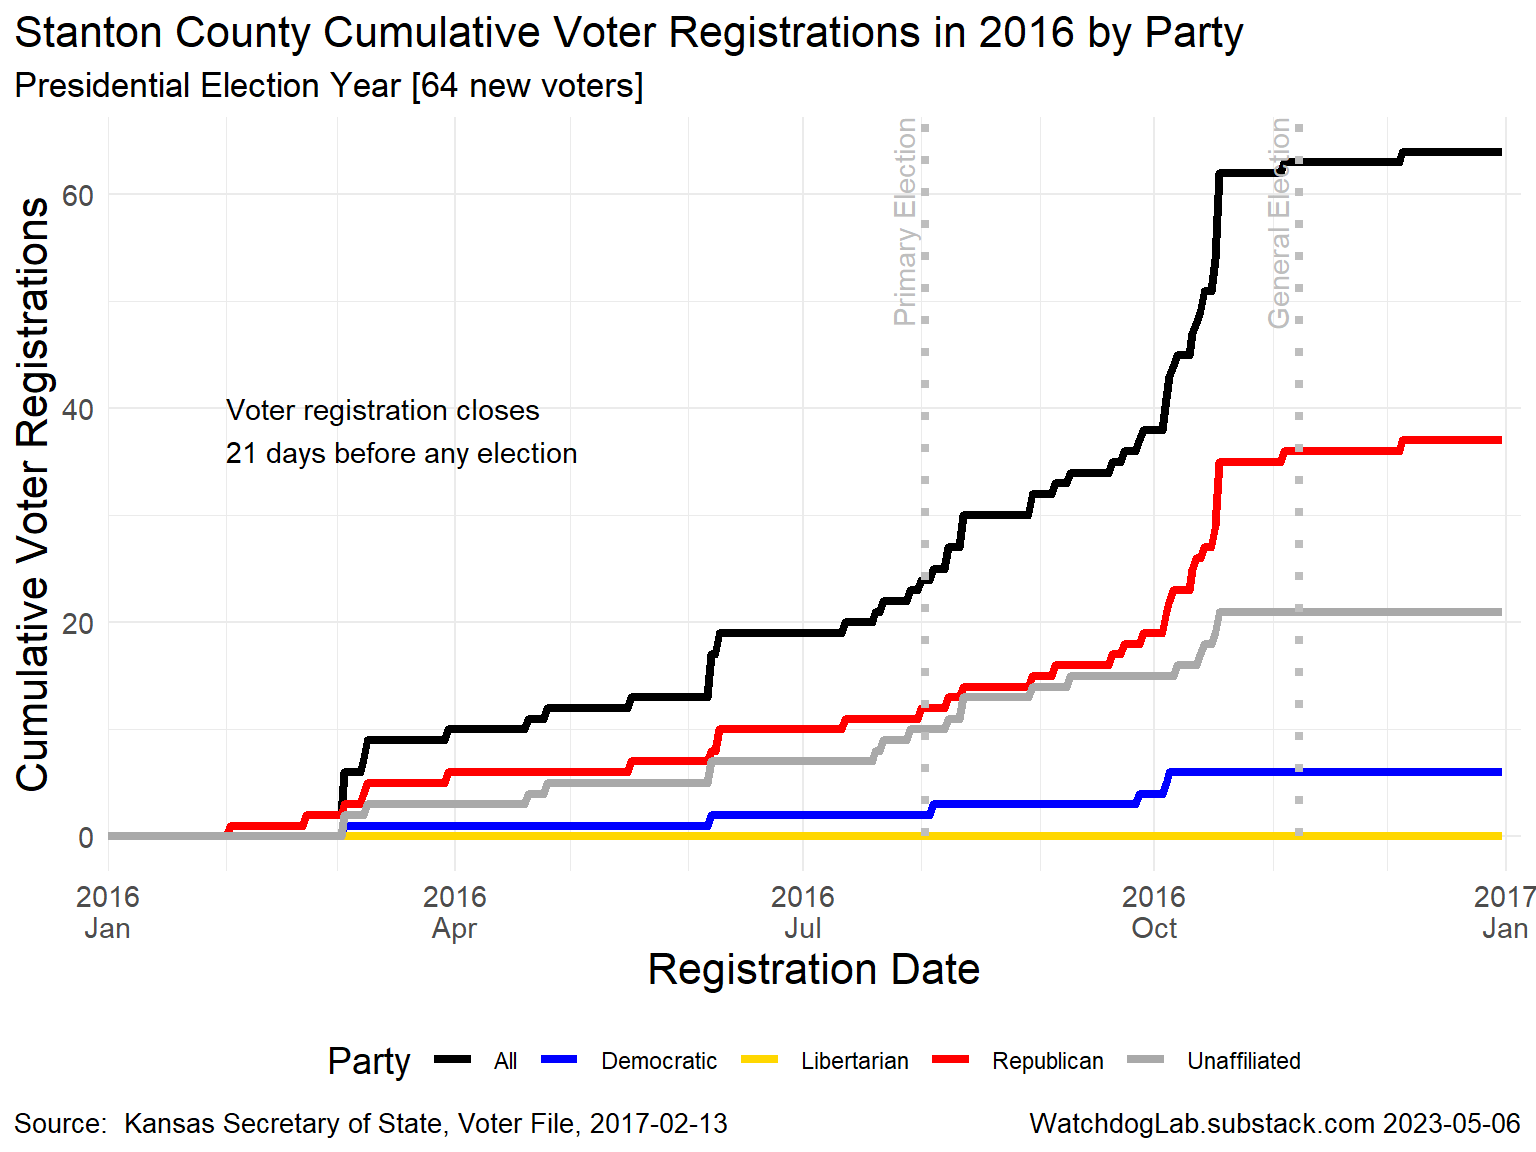 Stanton County Cumulative Voter Registrations in 2016 by Party
Presidential Election Year [64 new voters]
Cumulative Voter Registrations
60
40
20
0
Primary Election
General Election
Voter registration closes
21 days before any election
2016 2016 2016 2016 2017
Jan Apr Jul Oct Jan
Registration Date
Party All Democratic Libertarian Republican Unaffiliated
Source:  Kansas Secretary of State, Voter File, 2017-02-13 WatchdogLab.substack.com 2023-05-06